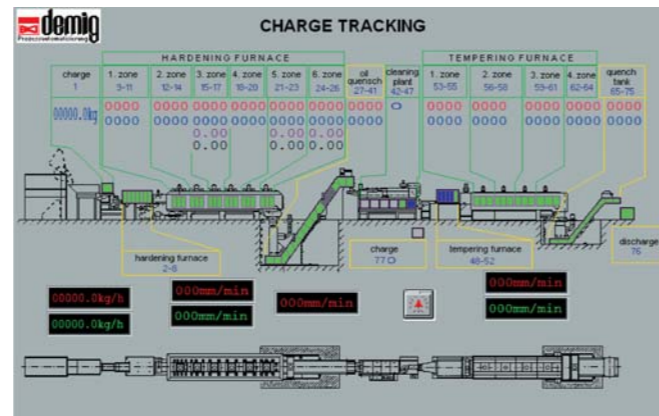 demig
Prozessautomatisierung
CHARGE TRACKING
HARDENING FURNACE
TEMPERING FURNACE
charge
1
1. zone
9-11
2. zone
12-14
3. zone
15-17
4. zone
18-20
5. zone
21-23
6. zone
24-26
oil quensch
27-41
cleaning plant
42-47
1. zone
53-55
2. zone
56-58
3. zone
59-61
4. zone
62-64
quench tank
65-75
00000.0kg
0000 0000 0000 0000 0000 0000 0000 0 0000 0000 0000 0000 0000
0000 0000 0000 0000 0000 0000 0000 0000 0000 0000 0000 0000
0.00 0.00 0.00
0.00 0.00 0.00
hardening furnace
2-8
charge
77 0
tempering furnace
48-52
discharge
76
00000.0kg/h
000mm/min
000mm/min
000mm/min
00000.0kg/h
000mm/min
000mm/min